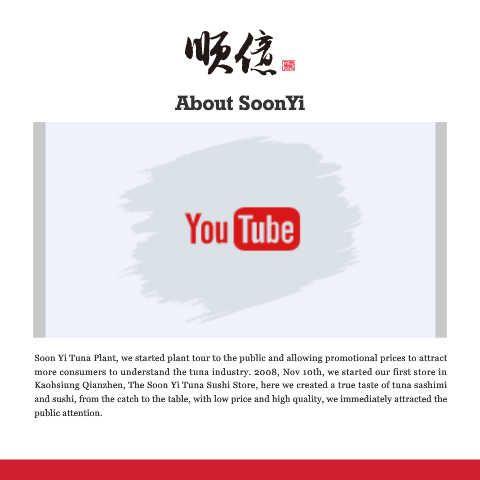 順億
About SoonYi
YouTube
Soon Yi Tuna Plant, we started plant tour to the public and allowing promotional prices to attract
more consumers to understand the tuna industry. 2008, Nov 10th, we started our first store in
Kaohsiung Qianzhen, The Soon Yi Tuna Sushi Store, here we created a true taste of tuna sashimi
and sushi, from the catch to the table, with low price and high quality, we immediately attracted the
public attention.